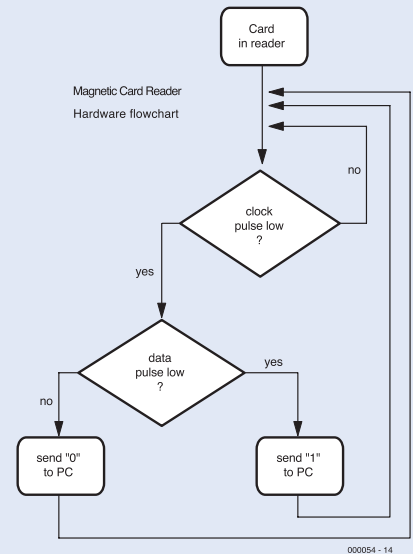 Card
in reader
Magnetic Card Reader
Hardware flowchart
no
clock
pulse low
?
yes
data
pulse low
?
yes
no
send "0"
to PC
send "1"
to PC
000054 - 14